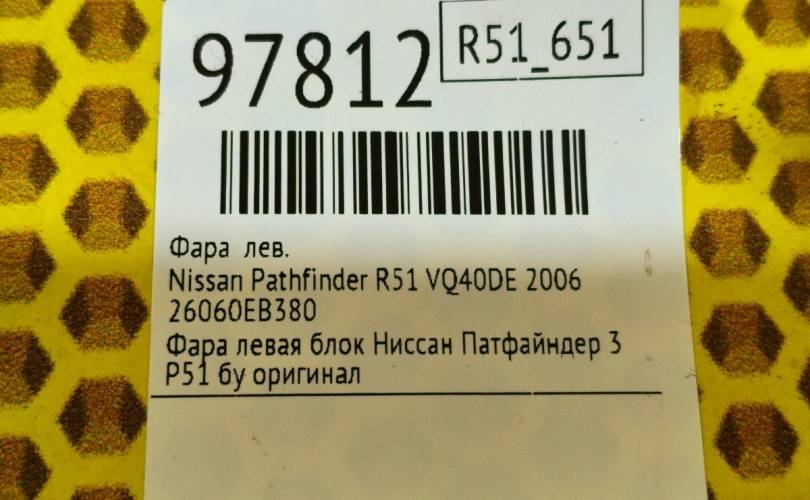 97812
R51_651
Фара лев.
Nissan Pathfinder R51 VQ40DE 2006
26060EB380
Фара левая блок Ниссан Патфайндер 3
Р51 бу оригинал